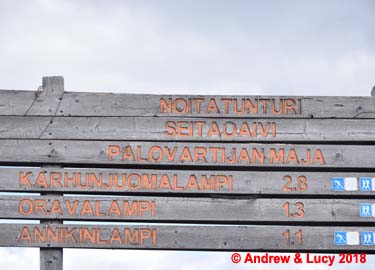 NOITATUNTURI
SEITAOAIVI
PALOVARTIJAN MAJA
KARHUNJUOMALAMPI 2.8
ORAVALAMPI 1.3
ANNIKINLAMPI 1.1
© Andrew & Lucy 2018